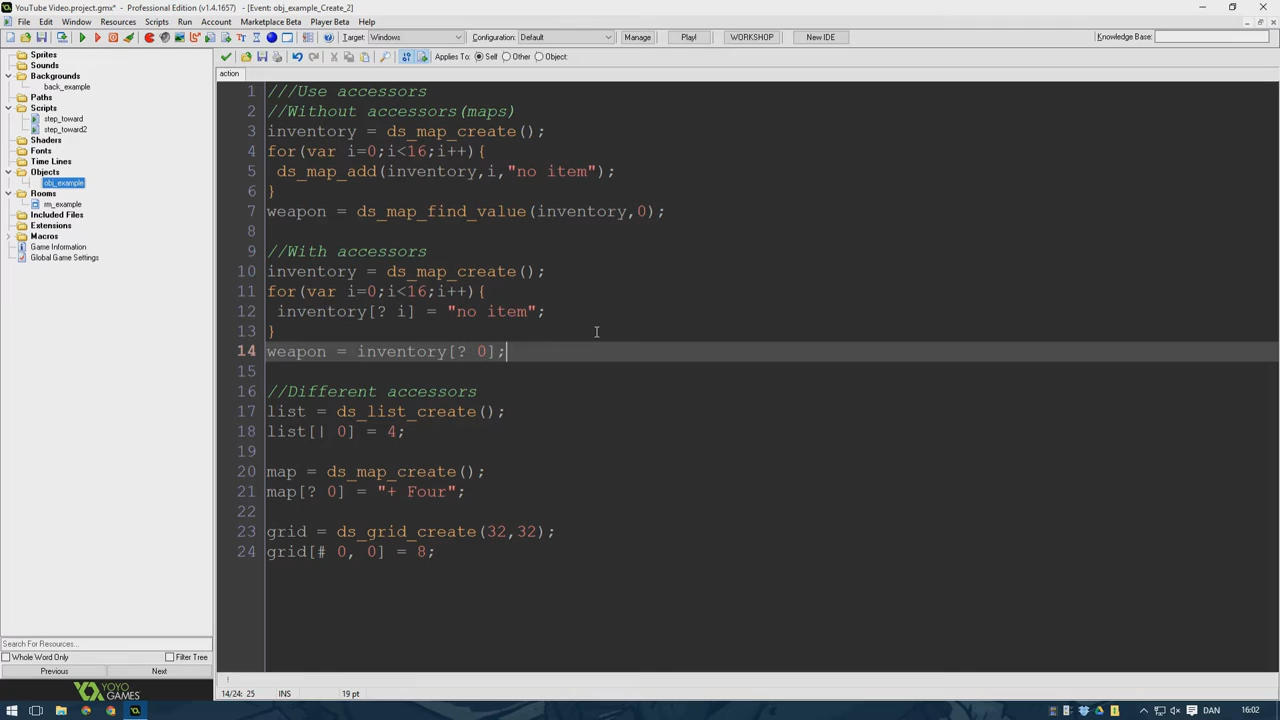 YouTube Video.gmx* - Professional Edition (v1.4.1657) - [Event: obj_example_Create_2]
File Edit Window Resources Scripts Run Account Marketplace Beta Player Beta Help
Target: Windows Configuration: Default Manage Play! WORKSHOP New IDE Knowledge Base:
Applies To: Self Other Object:
action
Sprites
Sounds
Backgrounds
back_example
Paths
Scripts
step_toward
step_toward2
Shaders
Fonts
Time Lines
Objects
obj_example
Rooms
rm_example
Included Files
Extensions
Macros
Game Information
Global Game Settings
1 ///Use accessors
2 //Without accessors(maps)
3 inventory = ds_map_create();
4 for(var i=0;i<16;i++){
5 ds_map_add(inventory,i,"no item");
6 }
7 weapon = ds_map_find_value(inventory,0);
8
9 //With accessors
10 inventory = ds_map_create();
11 for(var i=0;i<16;i++){
12 inventory[? i] = "no item";
13 }
14 weapon = inventory[? 0];
15
16 //Different accessors
17 list = ds_list_create();
18 list[| 0] = 4;
19
20 map = ds_map_create();
21 map[? 0] = "+ Four";
22
23 grid = ds_grid_create(32,32);
24 grid[# 0, 0] = 8;
Search For Resources...
Whole Word Only Filter Tree
Previous Next
YOYO GAMES
14/24: 25 INS 19 pt
DAN 16:02